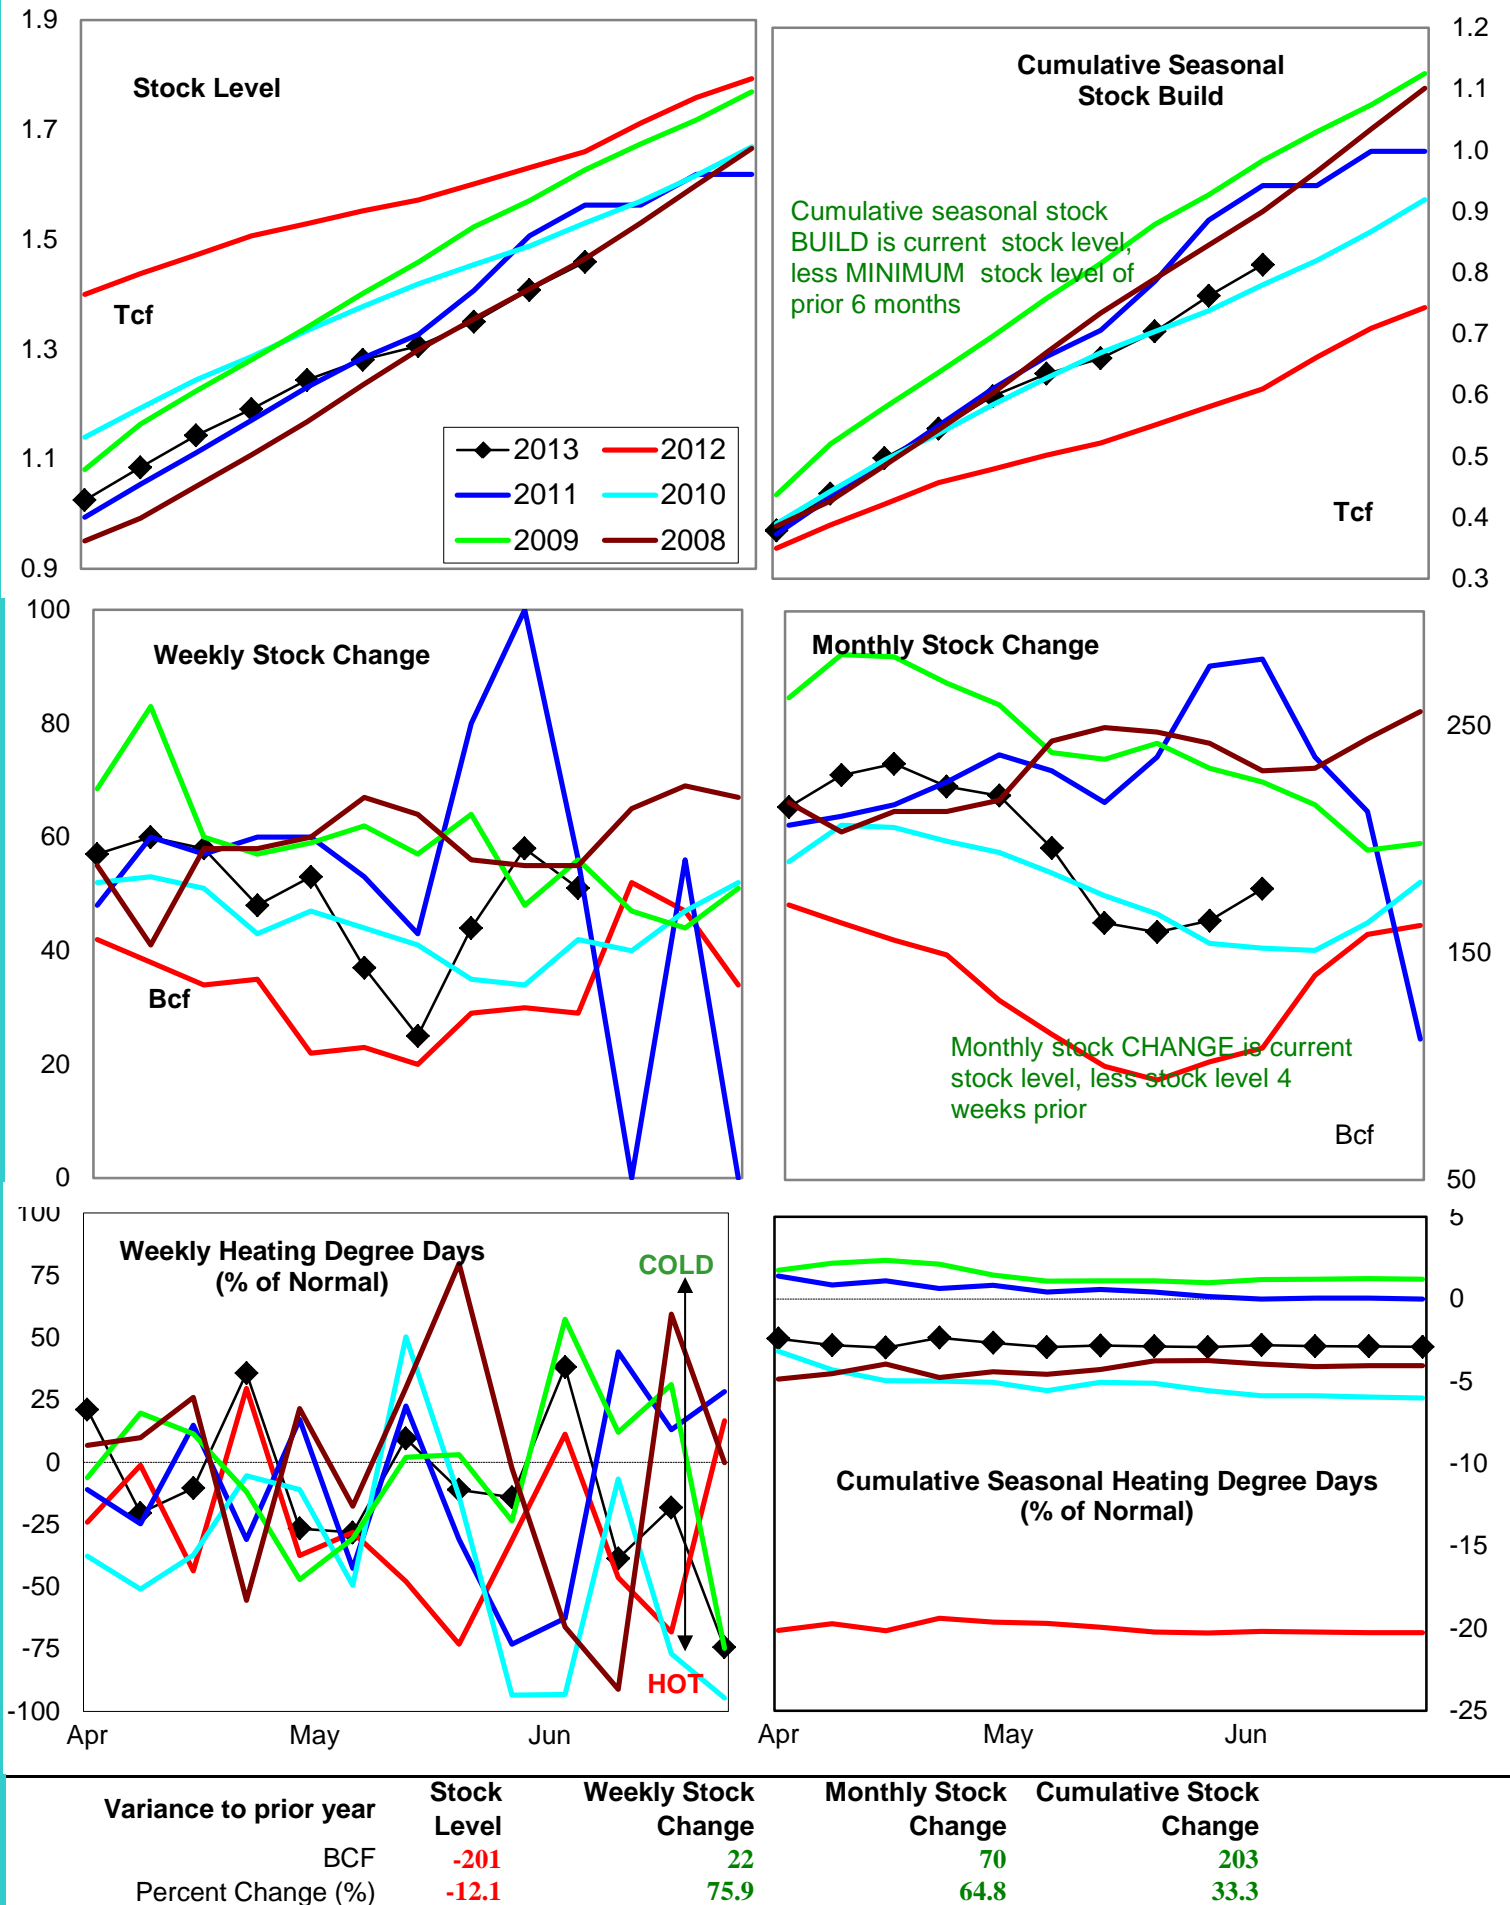 1.9
1.7
1.5
1.3
1.1
0.9
Stock Level
Tcf
2013 2012
2011 2010
2009 2008
Cumulative Seasonal
Stock Build
Cumulative seasonal stock
BUILD is current stock level,
less MINIMUM stock level of
prior 6 months
Tcf
1.2
1.1
1.0
0.9
0.8
0.7
0.6
0.5
0.4
0.3
100
80
60
40
20
0
Weekly Stock Change
Bcf
Monthly Stock Change
Monthly stock CHANGE is current
stock level, less stock level 4
weeks prior
Bcf
250
150
50
100
75
50
25
0
-25
-50
-75
-100
Weekly Heating Degree Days
(% of Normal)
COLD
HOT
Apr May Jun
Cumulative Seasonal Heating Degree Days
(% of Normal)
5
0
-5
-10
-15
-20
-25
Apr May Jun
Variance to prior year Stock Level Weekly Stock Change Monthly Stock Change Cumulative Stock Change
BCF -201 22 70 203
Percent Change (%) -12.1 75.9 64.8 33.3